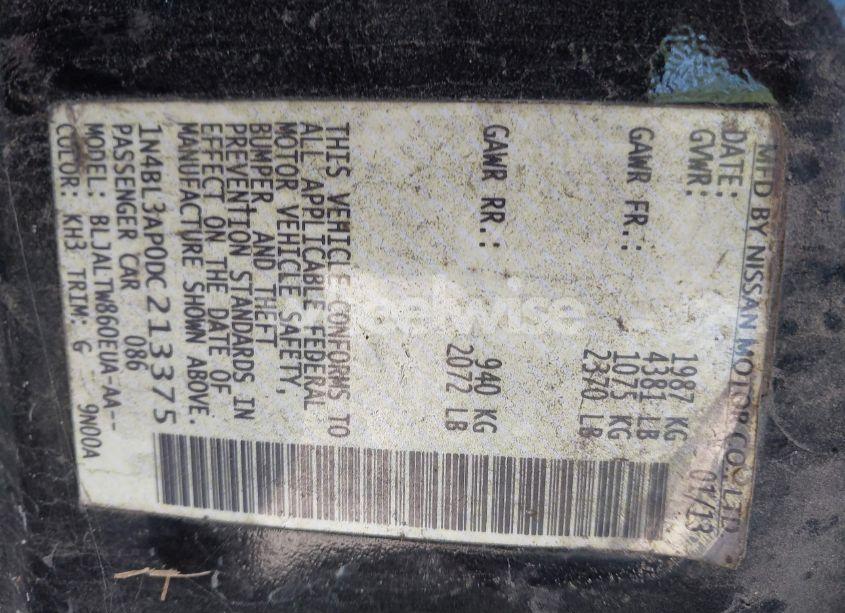 MFD BY NISSAN MOTOR CO., LTD
DATE: 01/13
GVWR: 1987 KG
4381 LB
GAWR FR.: 1075 KG
2370 LB
GAWR RR.: 940 KG
2072 LB
THIS VEHICLE CONFORMS TO
ALL APPLICABLE FEDERAL
MOTOR VEHICLE SAFETY,
BUMPER, AND THEFT
PREVENTION STANDARDS IN
EFFECT ON THE DATE OF
MANUFACTURE SHOWN ABOVE.
1N4BL3AP0DC213375
PASSENGER CAR 086
MODEL: BLJALTW860EUA-AA--
COLOR: KH3 TRIM: G 9N00A